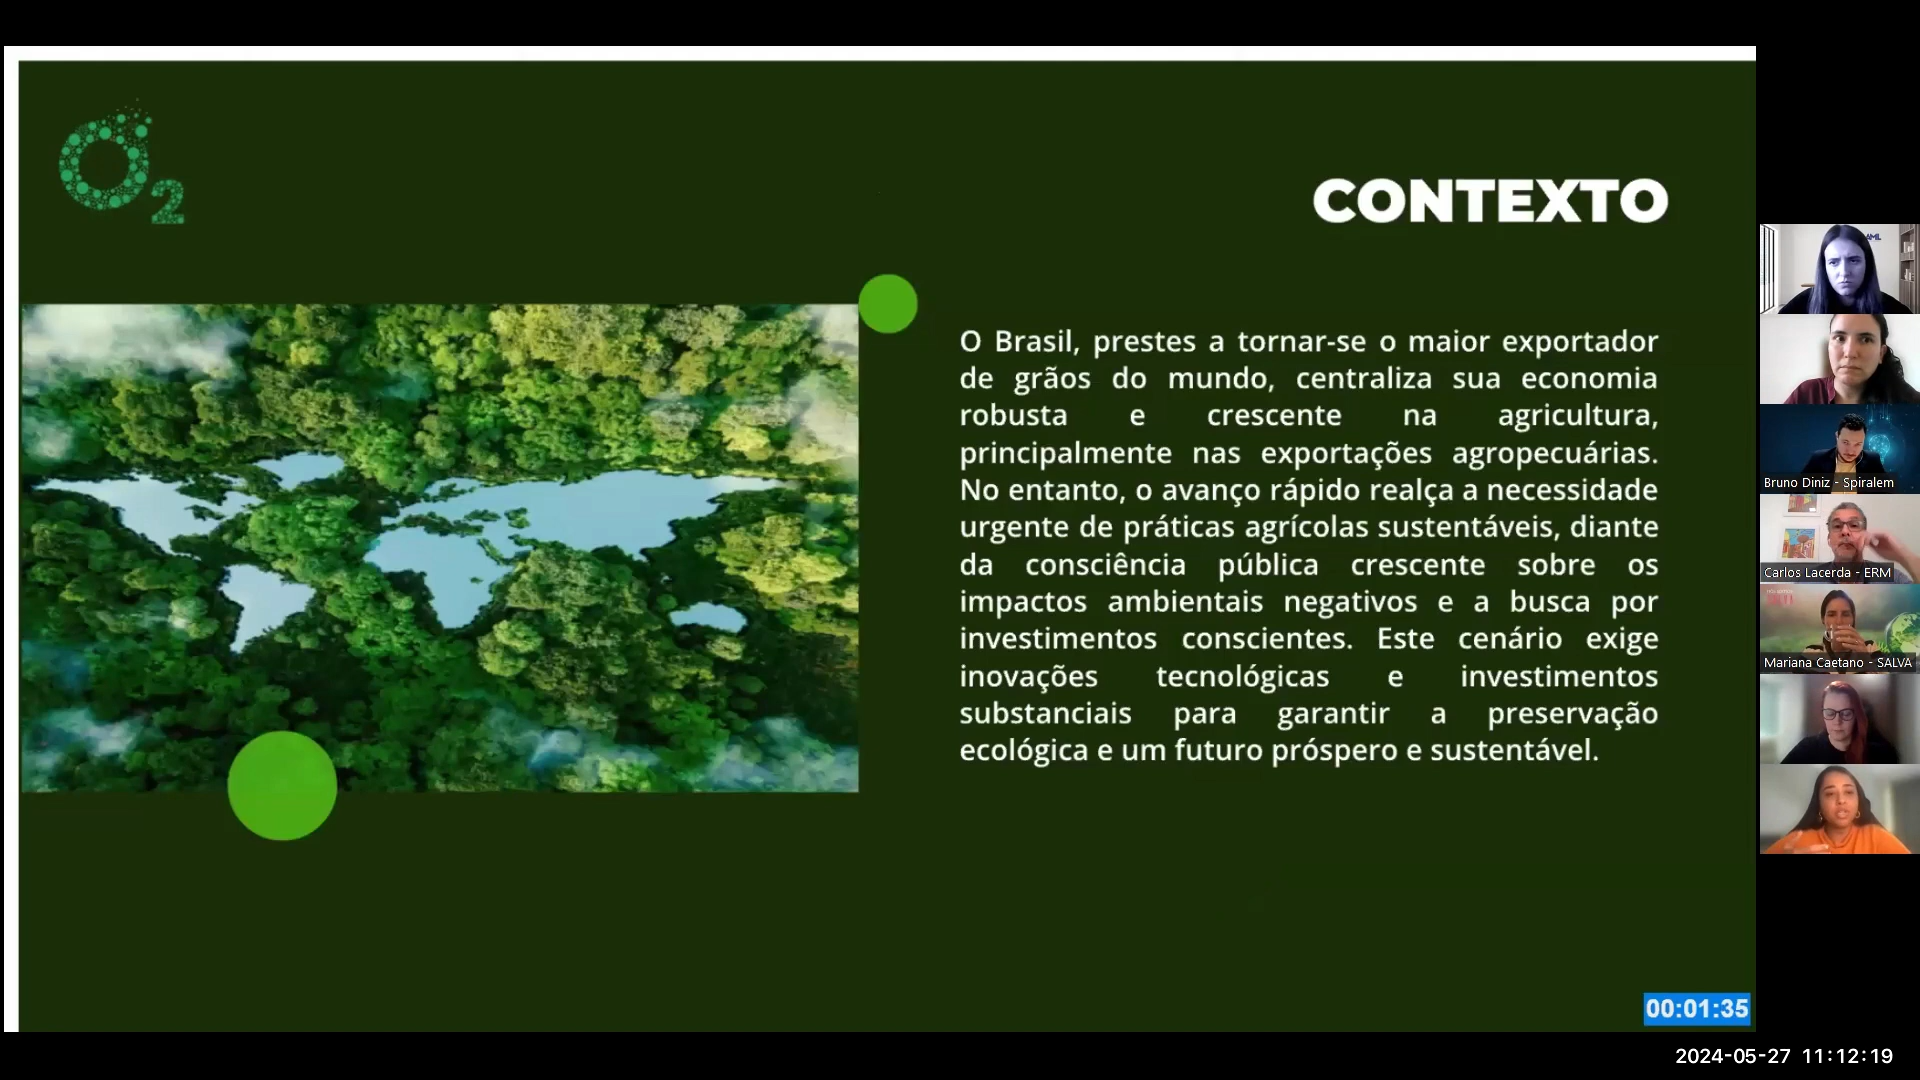 O2
CONTEXTO
O Brasil, prestes a tornar-se o maior exportador
de grãos do mundo, centraliza sua economia
robusta e crescente na agricultura,
principalmente nas exportações agropecuárias.
No entanto, o avanço rápido realça a necessidade
urgente de práticas agrícolas sustentáveis, diante
da consciência pública crescente sobre os
impactos ambientais negativos e a busca por
investimentos conscientes. Este cenário exige
inovações tecnológicas e investimentos
substanciais para garantir a preservação
ecológica e um futuro próspero e sustentável.
00:01:35
Bruno Diniz - Spiralem
Carlos Lacerda - ERM
Mariana Caetano - SALVA
2024-05-27 11:12:19